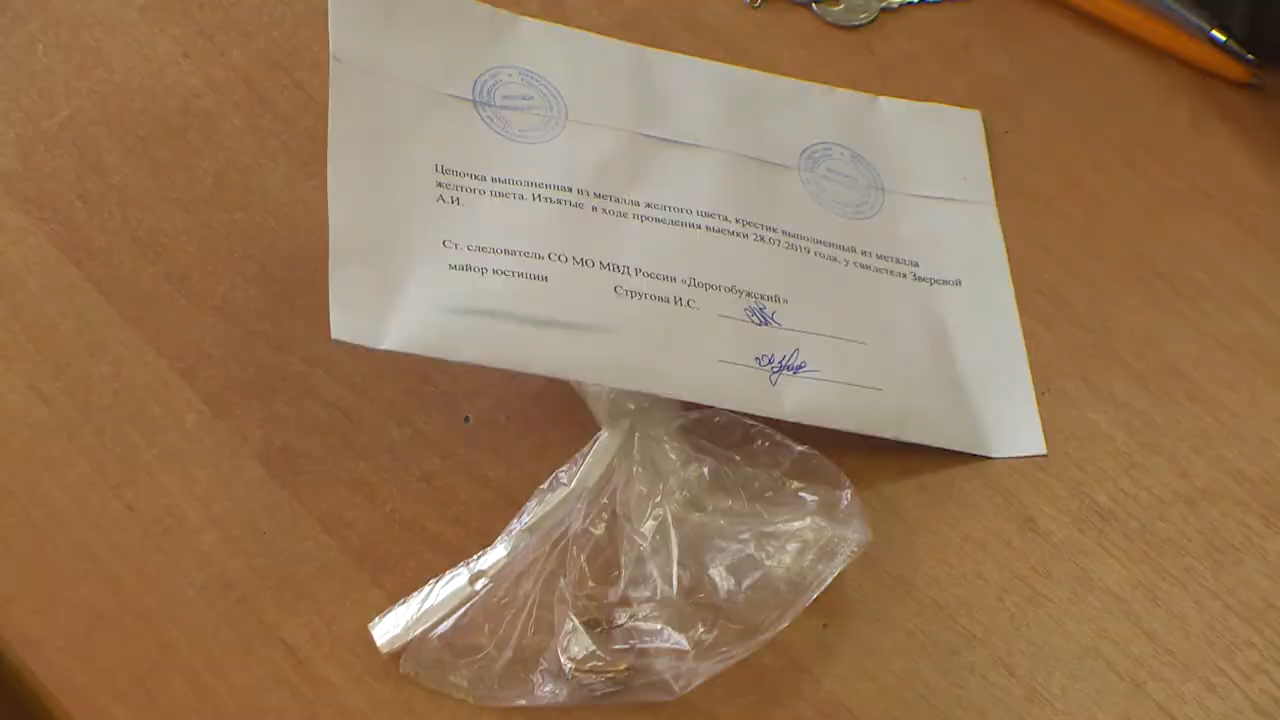 Цепочка выполненная из металла желтого цвета, крестик выполненный из металла
желтого цвета. Изъятые в ходе проведения выемки 28.07.2019 года, у свидетеля Зверевой
А.И.
Ст. следователь СО МО МВД России «Дорогобужский»
майор юстиции Стругова И.С.